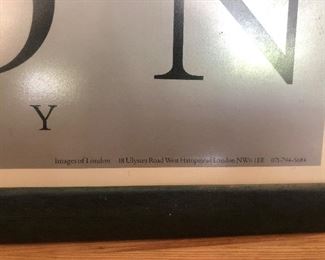 O N
Y
Images of London 18 Ulysses Road West Hampstead London NW6 1EE 071-794-5684